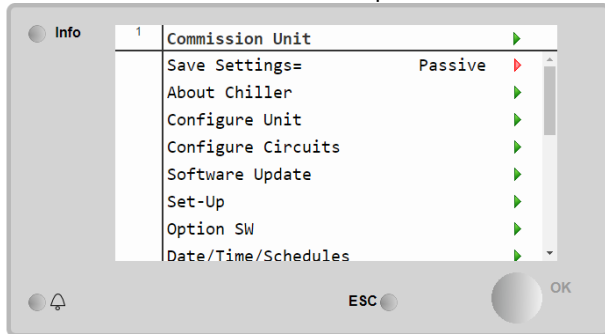 Info
1 Commission Unit
Save Settings= Passive
About Chiller
Configure Unit
Configure Circuits
Software Update
Set-Up
Option SW
Date/Time/Schedules
ESC
OK